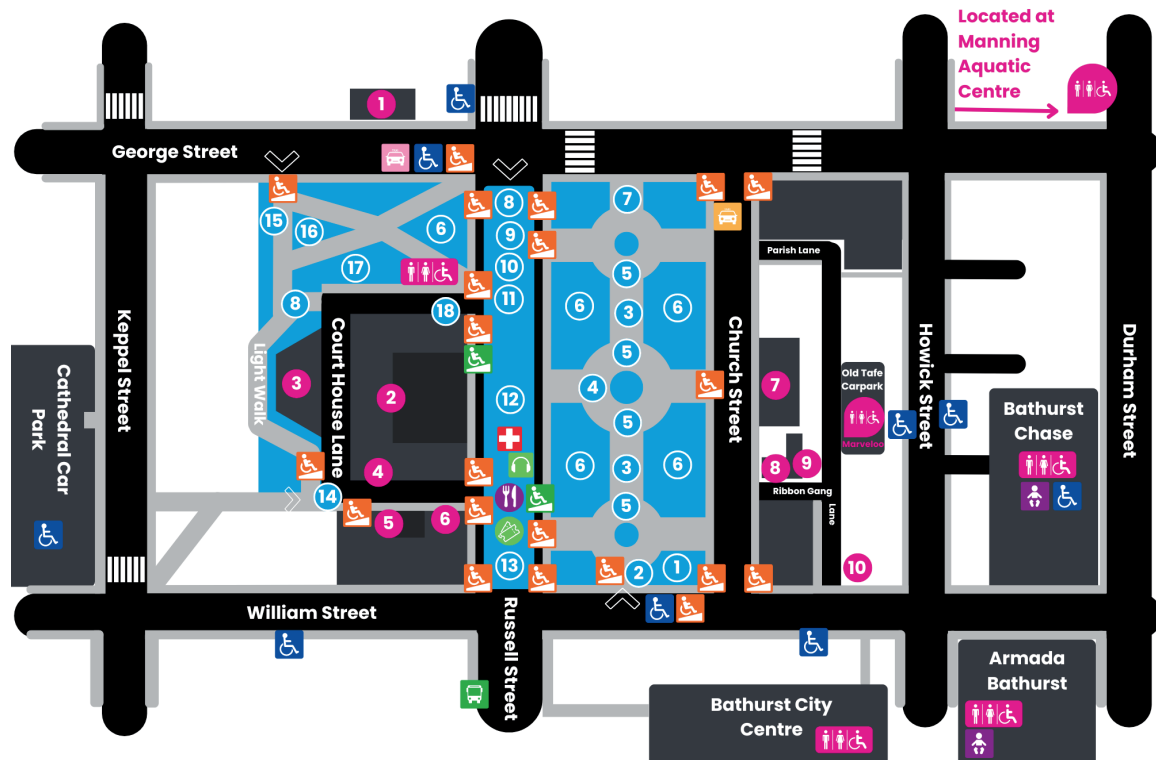 Located at
Manning
Aquatic
Centre
1
George Street
15
16
6
17
8
8
9
10
11
7
5
6
3
6
5
4
5
6
3
6
5
2
1
Parish Lane
18
Keppel Street
Light Walk
Court House Lane
3
2
4
12
Church Street
7
Old Tafe
Carpark
Marveloo
Howick Street
Durham Street
Cathedral Car
Park
Bathurst
Chase
8
9
Ribbon Gang
Lane
14
5
6
13
10
William Street
Russell Street
Bathurst City
Centre
Armada
Bathurst